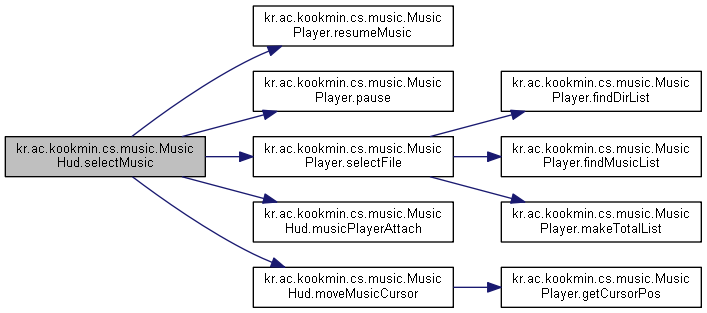 kr.ac.kookmin.cs.music.Music
Hud.selectMusic
kr.ac.kookmin.cs.music.Music
Player.resumeMusic
kr.ac.kookmin.cs.music.Music
Player.pause
kr.ac.kookmin.cs.music.Music
Player.selectFile
kr.ac.kookmin.cs.music.Music
Hud.musicPlayerAttach
kr.ac.kookmin.cs.music.Music
Hud.moveMusicCursor
kr.ac.kookmin.cs.music.Music
Player.findDirList
kr.ac.kookmin.cs.music.Music
Player.findMusicList
kr.ac.kookmin.cs.music.Music
Player.makeTotalList
kr.ac.kookmin.cs.music.Music
Player.getCursorPos